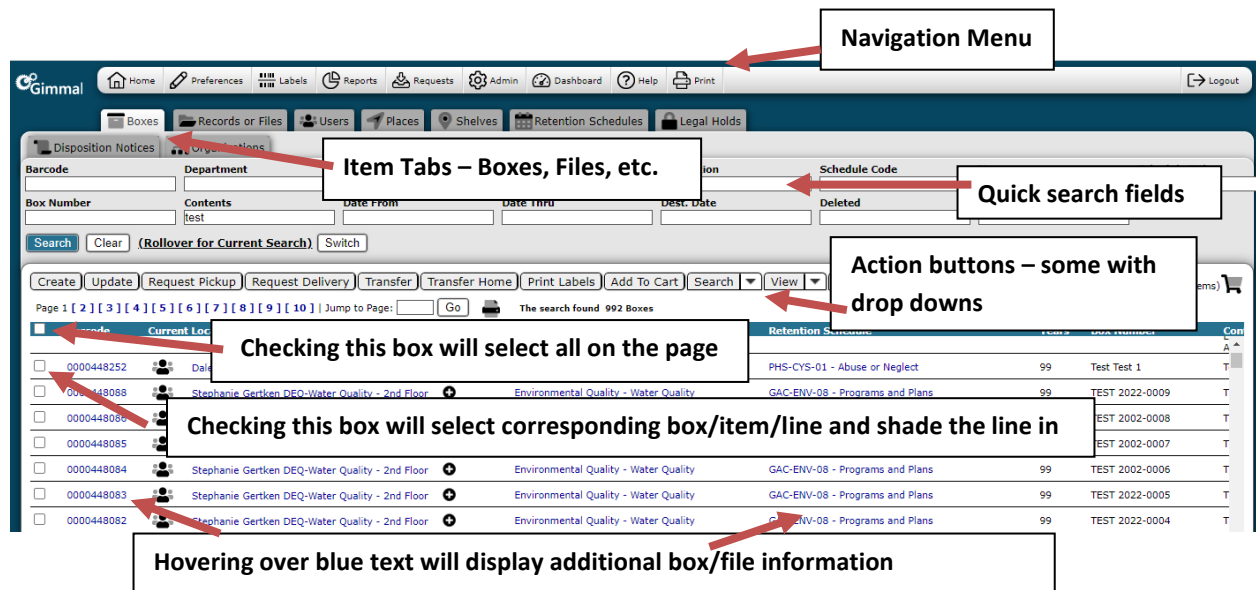 Navigation Menu
Gimmal Home Preferences Labels Reports Requests Admin Dashboard Help Print Logout
Boxes Records or Files Users Places Shelves Retention Schedules Legal Holds
Disposition Notices
Item Tabs – Boxes, Files, etc.
Barcode Department Schedule Code
Quick search fields
Box Number Contents Date From Date Thru Dest. Date Deleted
test
Search Clear (Rollover for Current Search) Switch
Action buttons – some with
drop downs
Create Update Request Pickup Request Delivery Transfer Transfer Home Print Labels Add To Cart Search View
Page 1 [ 2 ] [ 3 ] [ 4 ] [ 5 ] [ 6 ] [ 7 ] [ 8 ] [ 9 ] [ 10 ] | Jump to Page: Go The search found 992 Boxes
Retention Schedule Years Box Number
Checking this box will select all on the page
0000448252 PHS-CYS-01 - Abuse or Neglect 99 Test Test 1
0000448088 Stephanie Gertken DEQ-Water Quality - 2nd Floor Environmental Quality - Water Quality GAC-ENV-08 - Programs and Plans 99 TEST 2022-0009
0000448086 TEST 2002-0008
Checking this box will select corresponding box/item/line and shade the line in
0000448085 TEST 2002-0007
0000448084 Stephanie Gertken DEQ-Water Quality - 2nd Floor Environmental Quality - Water Quality GAC-ENV-08 - Programs and Plans 99 TEST 2002-0006
0000448083 Stephanie Gertken DEQ-Water Quality - 2nd Floor Environmental Quality - Water Quality GAC-ENV-08 - Programs and Plans 99 TEST 2022-0005
0000448082 Stephanie Gertken DEQ-Water Quality - 2nd Floor Environmental Quality - Water Quality GAC-ENV-08 - Programs and Plans 99 TEST 2022-0004
Hovering over blue text will display additional box/file information